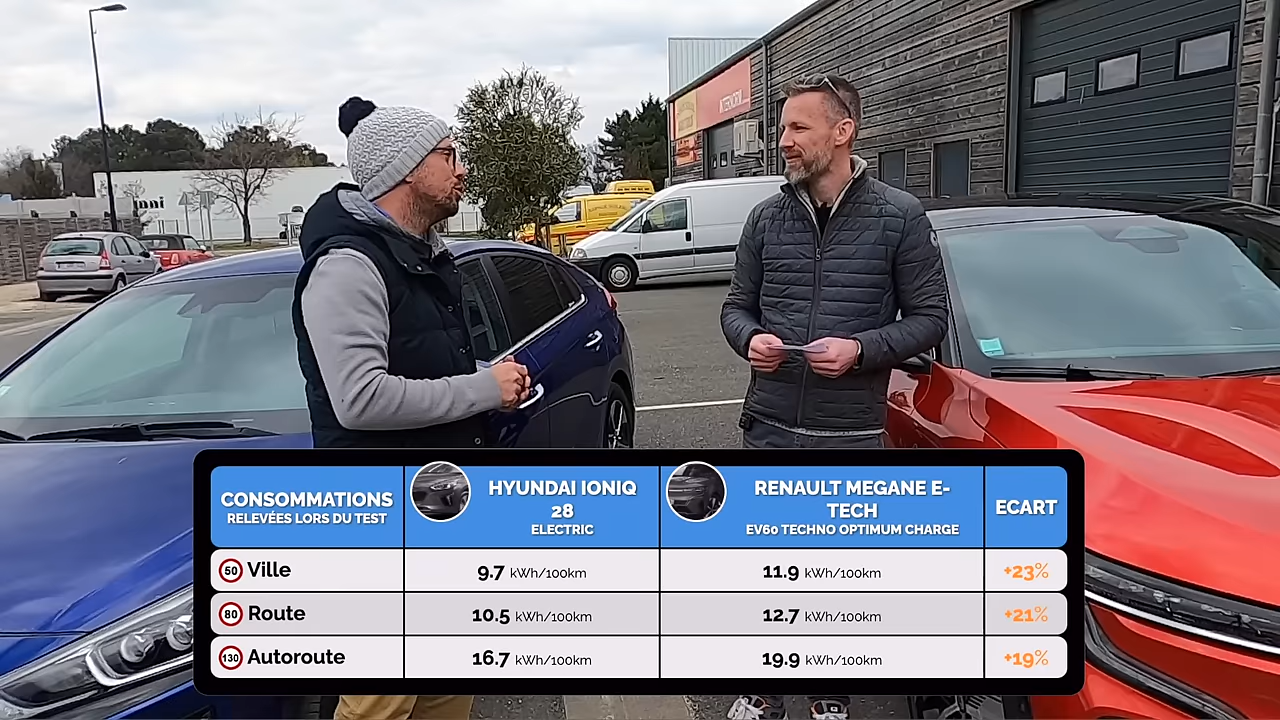 INTERNORM
CONSOMMATIONS
RELEVÉES LORS DU TEST
HYUNDAI IONIQ
28
ELECTRIC
RENAULT MEGANE E-
TECH
EV60 TECHNO OPTIMUM CHARGE
ECART
50 Ville
9.7 kWh/100km
11.9 kWh/100km
+23%
80 Route
10.5 kWh/100km
12.7 kWh/100km
+21%
130 Autoroute
16.7 kWh/100km
19.9 kWh/100km
+19%